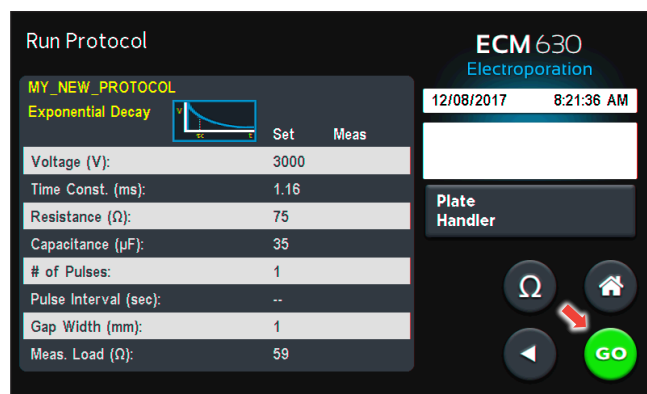 Run Protocol
MY_NEW_PROTOCOL
Exponential Decay
V
SC t
Set Meas
Voltage (V): 3000
Time Const. (ms): 1.16
Resistance (Ω): 75
Capacitance (µF): 35
# of Pulses: 1
Pulse Interval (sec): --
Gap Width (mm): 1
Meas. Load (Ω): 59
ECM 630
Electroporation
12/08/2017 8:21:36 AM
Plate
Handler
Ω
GO